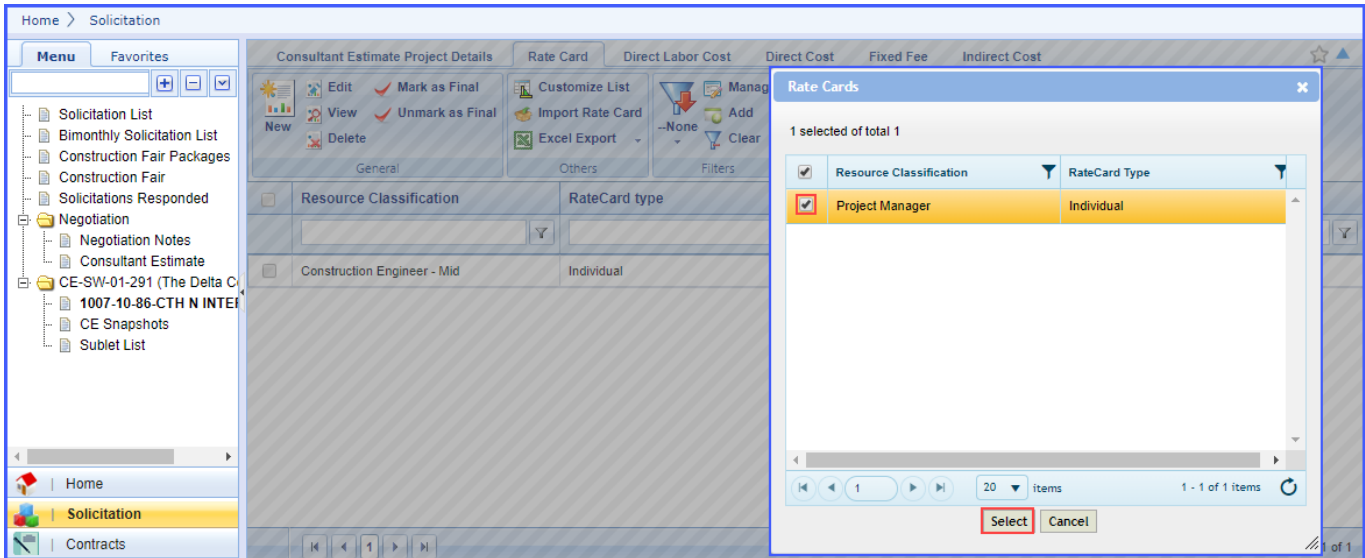 Home > Solicitation
Menu Favorites
Solicitation List
Bimonthly Solicitation List
Construction Fair Packages
Construction Fair
Solicitations Responded
Negotiation
Negotiation Notes
Consultant Estimate
CE-SW-01-291 (The Delta C
1007-10-86-CTH N INTE
CE Snapshots
Sublet List
Home
Solicitation
Contracts
Consultant Estimate Project Details Rate Card Direct Labor Cost Direct Cost Fixed Fee Indirect Cost
New
Edit Mark as Final
View Unmark as Final
Delete
General
Customize List
Import Rate Card
Excel Export
Others
--None
Manag
Add
Clear
Filters
Resource Classification RateCard type
Construction Engineer - Mid Individual
1
1 of 1
Rate Cards
1 selected of total 1
Resource Classification RateCard Type
Project Manager Individual
1 20 items 1 - 1 of 1 items
Select Cancel